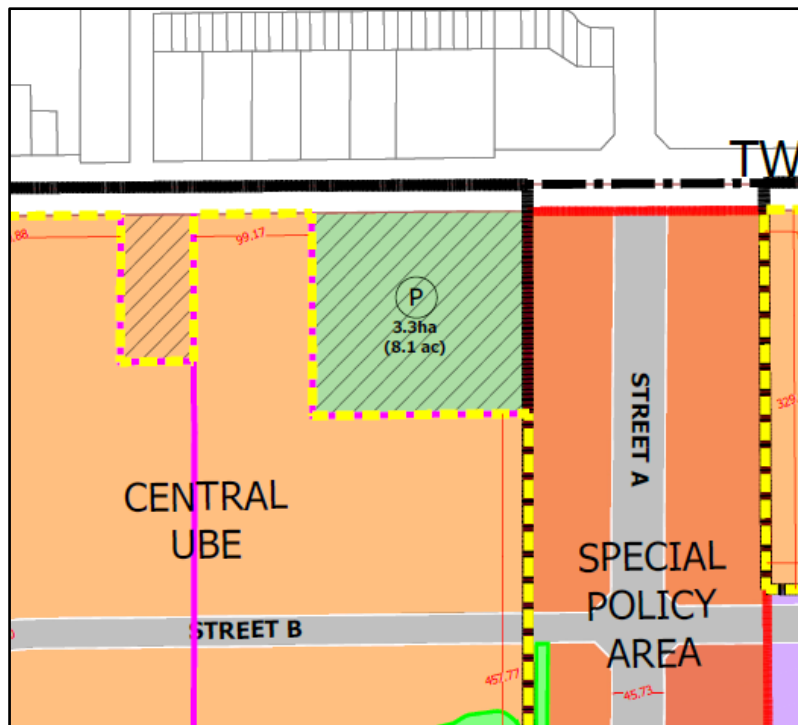 TW
.88
99.17
P
3.3ha
(8.1 ac)
STREET A
329
CENTRAL
UBE
SPECIAL
POLICY
AREA
STREET B
457.77
45.73